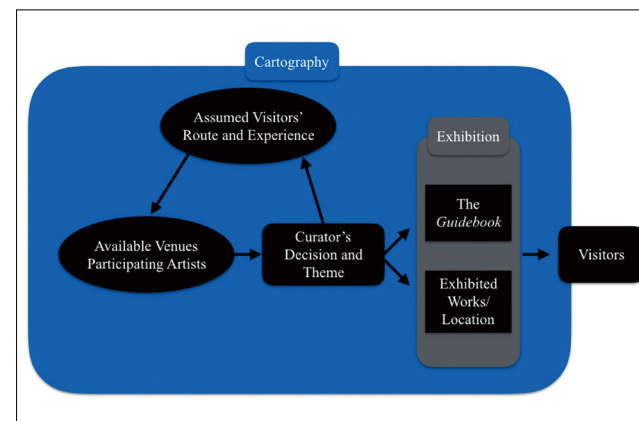 Cartography
Assumed Visitors'
Route and Experience
Exhibition
The
Guidebook
Available Venues
Participating Artists
Curator's
Decision and
Theme
Visitors
Exhibited
Works/
Location